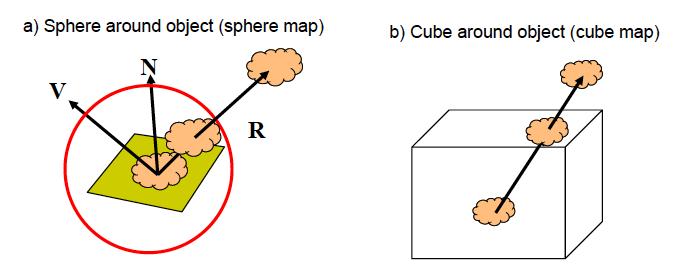 a) Sphere around object (sphere map)
b) Cube around object (cube map)
N
V
R